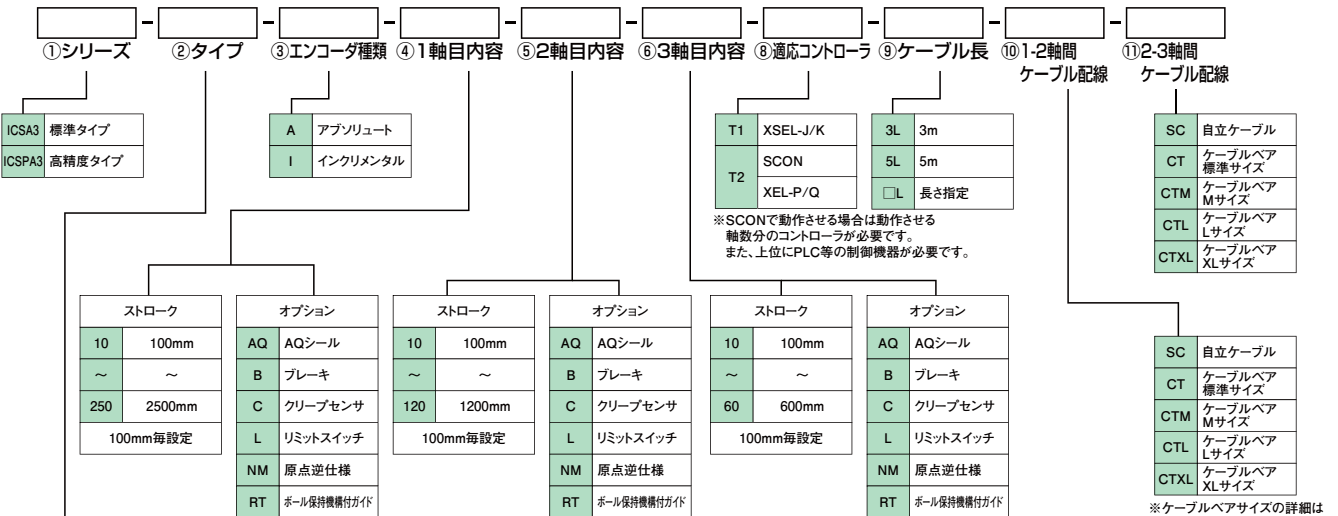 ①シリーズ
②タイプ
③エンコーダ種類
④1軸目内容
⑤2軸目内容
⑥3軸目内容
⑧適応コントローラ
⑨ケーブル長
⑩1-2軸間
ケーブル配線
⑪2-3軸間
ケーブル配線
ICSA3 標準タイプ
ICSPA3 高精度タイプ
A アブソリュート
I インクリメンタル
T1 XSEL-J/K
T2 SCON
XEL-P/Q
※SCONで動作させる場合は動作させる
軸数分のコントローラが必要です。
また、上位にPLC等の制御機器が必要です。
3L 3m
5L 5m
□L 長さ指定
SC 自立ケーブル
CT ケーブルベア
標準サイズ
CTM ケーブルベア
Mサイズ
CTL ケーブルベア
Lサイズ
CTXL ケーブルベア
XLサイズ
ストローク
10 100mm
～ ～
250 2500mm
100mm毎設定
オプション
AQ AQシール
B ブレーキ
C クリープセンサ
L リミットスイッチ
NM 原点逆仕様
RT ボール保持機構付ガイド
ストローク
10 100mm
～ ～
120 1200mm
100mm毎設定
オプション
AQ AQシール
B ブレーキ
C クリープセンサ
L リミットスイッチ
NM 原点逆仕様
RT ボール保持機構付ガイド
ストローク
10 100mm
～ ～
60 600mm
100mm毎設定
オプション
AQ AQシール
B ブレーキ
C クリープセンサ
L リミットスイッチ
NM 原点逆仕様
RT ボール保持機構付ガイド
SC 自立ケーブル
CT ケーブルベア
標準サイズ
CTM ケーブルベア
Mサイズ
CTL ケーブルベア
Lサイズ
CTXL ケーブルベア
XLサイズ
※ケーブルベアサイズの詳細は